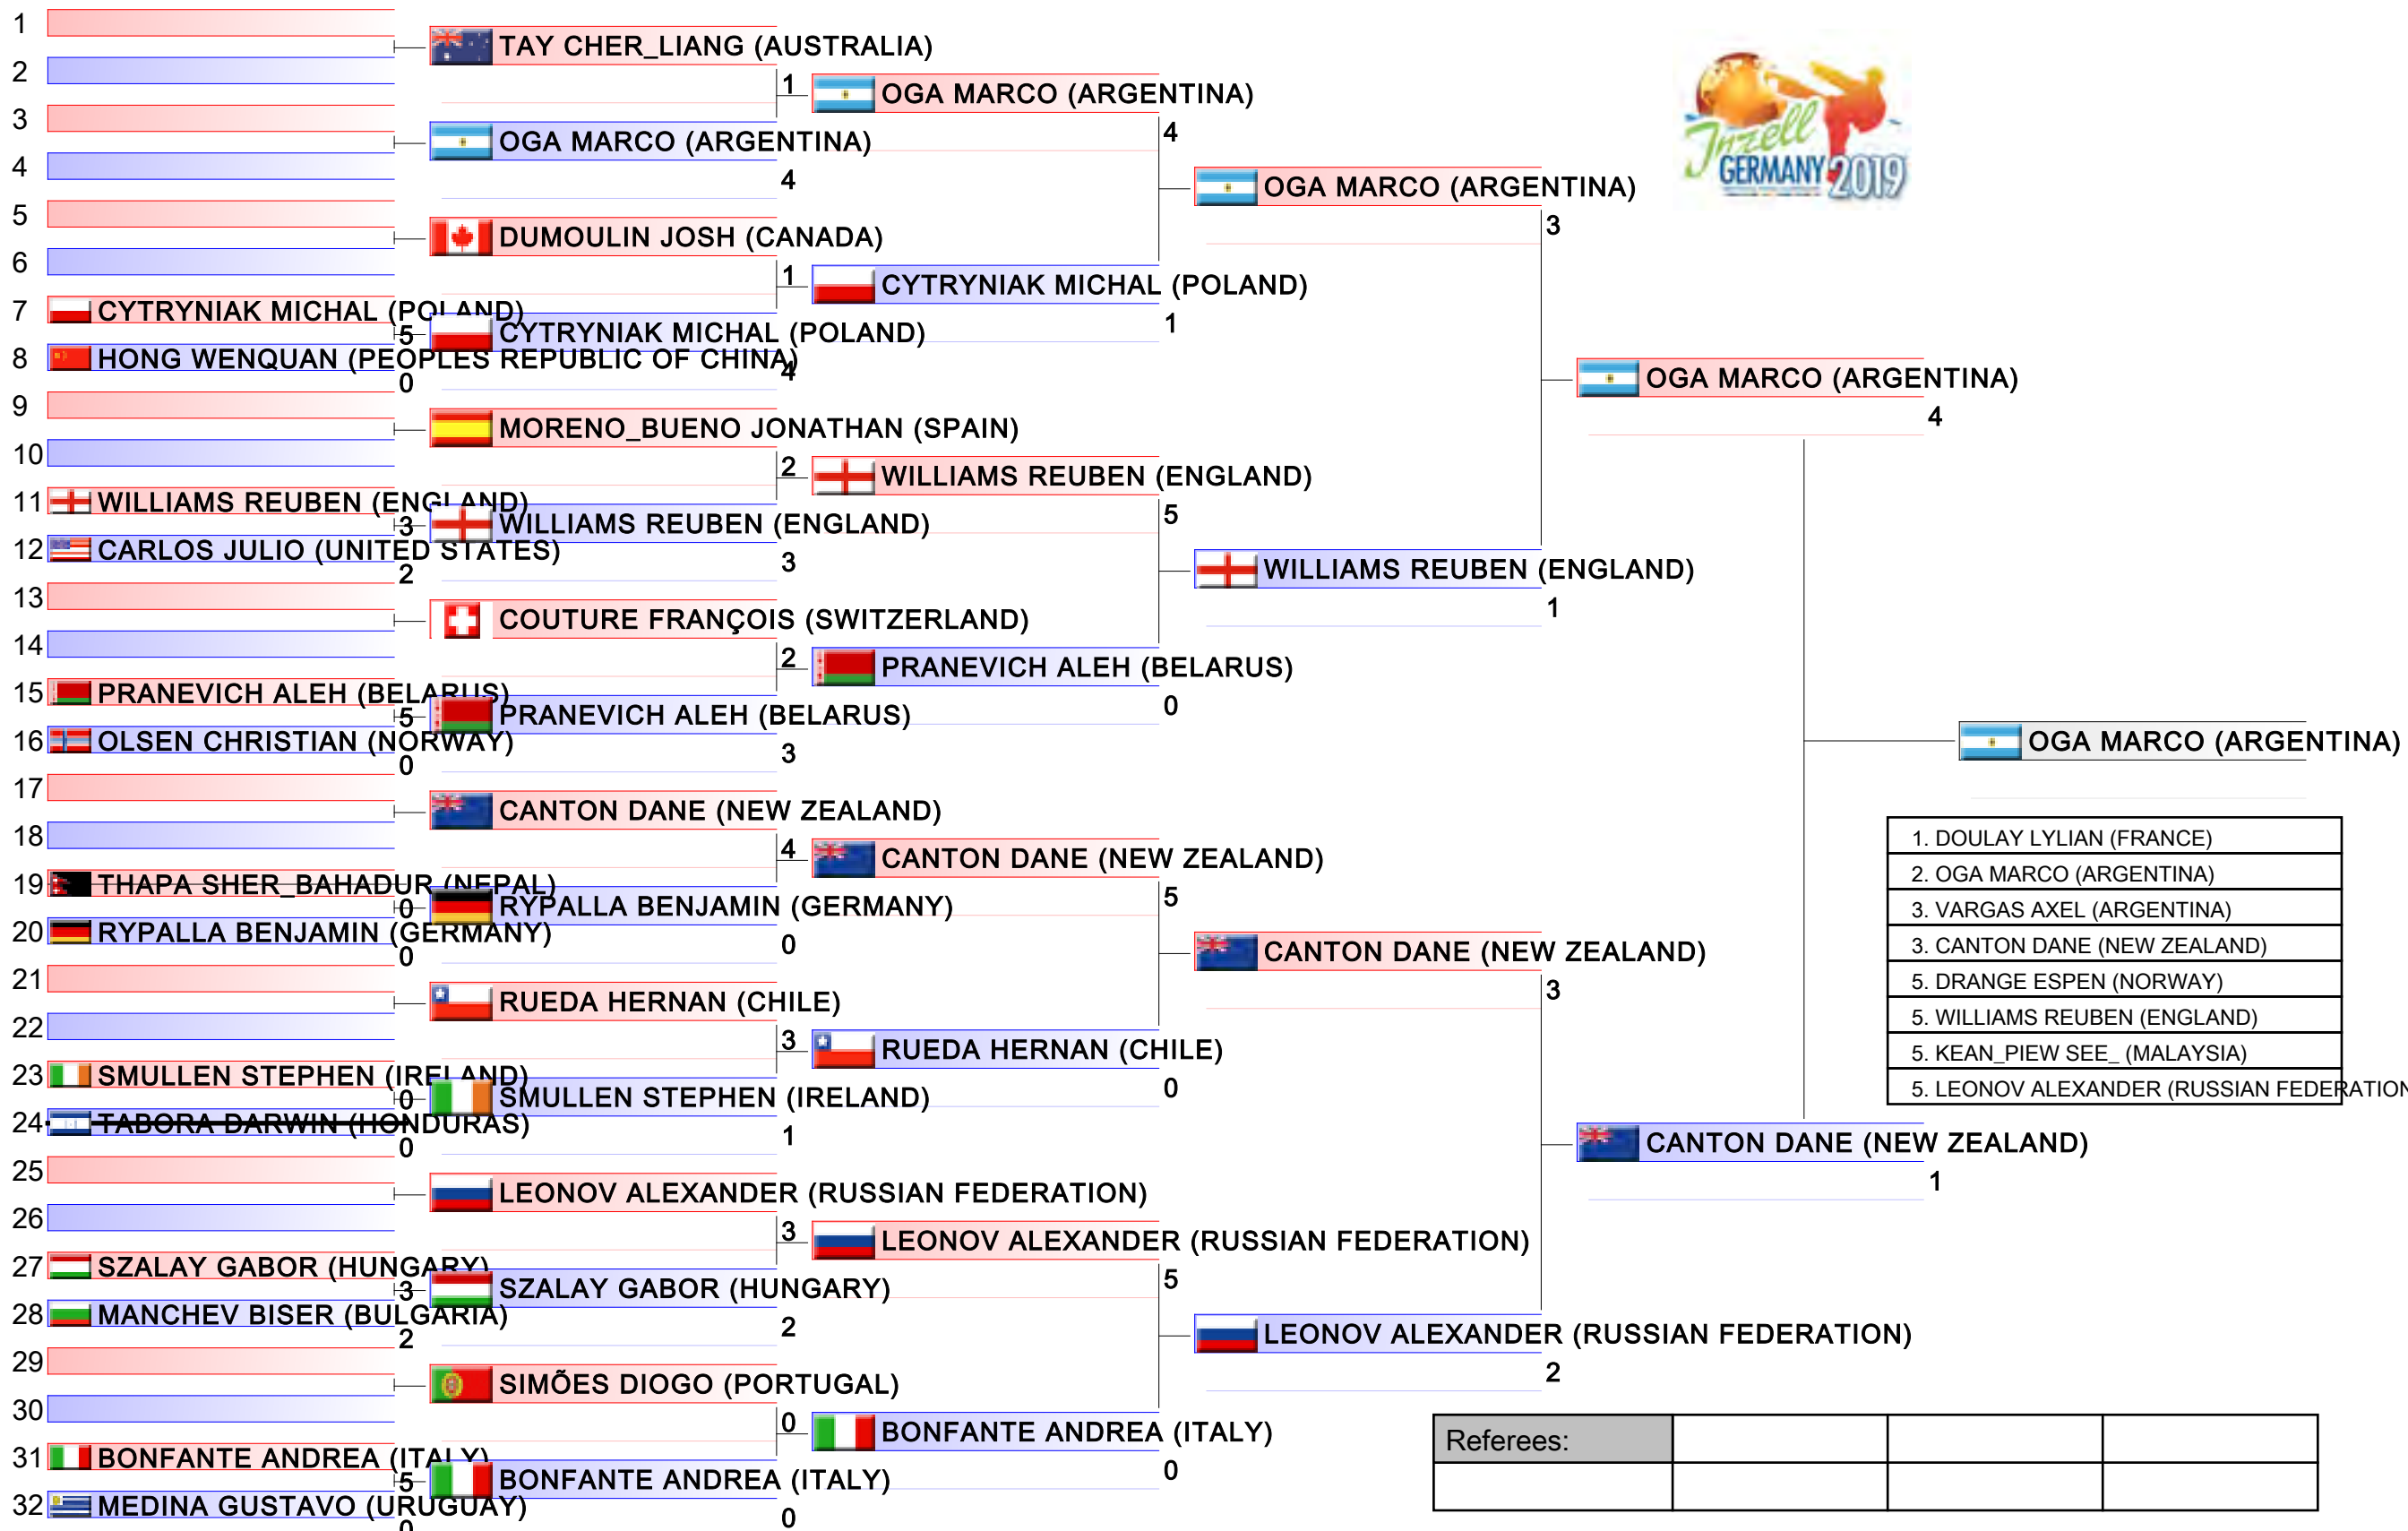 1
2
3
4
5
6
7 CYTRYNIAK MICHAL (POLAND)
5
8 HONG WENQUAN (PEOPLES REPUBLIC OF CHINA)
0
9
10
11 WILLIAMS REUBEN (ENGLAND)
3
12 CARLOS JULIO (UNITED STATES)
2
13
14
15 PRANEVICH ALEH (BELARUS)
5
16 OLSEN CHRISTIAN (NORWAY)
0
17
18
19 THAPA SHER_BAHADUR (NEPAL)
0
20 RYPALLA BENJAMIN (GERMANY)
0
21
22
23 SMULLEN STEPHEN (IRELAND)
0
24 TABORA DARWIN (HONDURAS)
0
25
26
27 SZALAY GABOR (HUNGARY)
3
28 MANCHEV BISER (BULGARIA)
2
29
30
31 BONFANTE ANDREA (ITALY)
5
32 MEDINA GUSTAVO (URUGUAY)
0
TAY CHER_LIANG (AUSTRALIA)
1
OGA MARCO (ARGENTINA)
4
DUMOULIN JOSH (CANADA)
1
CYTRYNIAK MICHAL (POLAND)
4
MORENO_BUENO JONATHAN (SPAIN)
2
WILLIAMS REUBEN (ENGLAND)
3
COUTURE FRANÇOIS (SWITZERLAND)
2
PRANEVICH ALEH (BELARUS)
3
CANTON DANE (NEW ZEALAND)
4
RYPALLA BENJAMIN (GERMANY)
0
RUEDA HERNAN (CHILE)
3
SMULLEN STEPHEN (IRELAND)
1
LEONOV ALEXANDER (RUSSIAN FEDERATION)
3
SZALAY GABOR (HUNGARY)
2
SIMÕES DIOGO (PORTUGAL)
0
BONFANTE ANDREA (ITALY)
0
OGA MARCO (ARGENTINA)
4
CYTRYNIAK MICHAL (POLAND)
1
WILLIAMS REUBEN (ENGLAND)
5
PRANEVICH ALEH (BELARUS)
0
CANTON DANE (NEW ZEALAND)
5
RUEDA HERNAN (CHILE)
0
LEONOV ALEXANDER (RUSSIAN FEDERATION)
5
BONFANTE ANDREA (ITALY)
0
OGA MARCO (ARGENTINA)
3
WILLIAMS REUBEN (ENGLAND)
1
CANTON DANE (NEW ZEALAND)
3
LEONOV ALEXANDER (RUSSIAN FEDERATION)
2
OGA MARCO (ARGENTINA)
4
CANTON DANE (NEW ZEALAND)
1
OGA MARCO (ARGENTINA)
Inzell
GERMANY 2019
1. DOULAY LYLIAN (FRANCE)
2. OGA MARCO (ARGENTINA)
3. VARGAS AXEL (ARGENTINA)
3. CANTON DANE (NEW ZEALAND)
5. DRANGE ESPEN (NORWAY)
5. WILLIAMS REUBEN (ENGLAND)
5. KEAN_PIEW SEE_ (MALAYSIA)
5. LEONOV ALEXANDER (RUSSIAN FEDERATION
Referees: